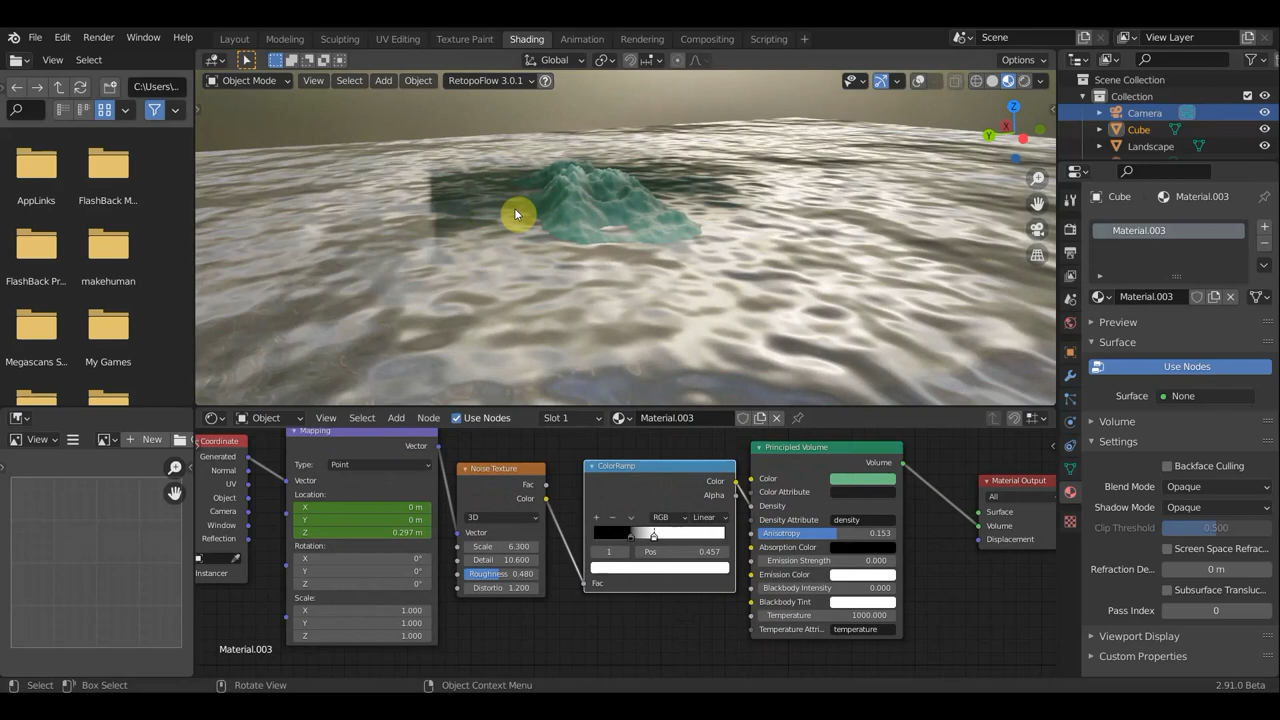 File Edit Render Window Help
Layout Modeling Sculpting UV Editing Texture Paint Shading Animation Rendering Compositing Scripting +
Scene View Layer
View Select
Global Options
C:\Users\...
Object Mode View Select Add Object RetopoFlow 3.0.1
Scene Collection
Collection
Camera
Cube
Landscape
Z
X
Y
AppLinks FlashBack M...
FlashBack Pr... makehuman
Megascans S... My Games
Cube Material.003
Material.003
Material.003
Preview
Surface
Use Nodes
Surface None
Volume
Settings
Backface Culling
Blend Mode Opaque
Shadow Mode Opaque
Clip Threshold 0.500
Screen Space Refrac...
Refraction De... 0 m
Subsurface Transluc...
Pass Index 0
Viewport Display
Custom Properties
View New
Object View Select Add Node Use Nodes Slot 1 Material.003
Coordinate
Generated
Normal
UV
Object
Camera
Window
Reflection
Instancer
Mapping
Vector
Type: Point
Vector
Location:
X 0 m
Y 0 m
Z 0.297 m
Rotation:
X 0°
Y 0°
Z 0°
Scale:
X 1.000
Y 1.000
Z 1.000
Noise Texture
Fac
Color
3D
Vector
Scale 6.300
Detail 10.600
Roughness 0.480
Distortio 1.200
ColorRamp
Color
Alpha
RGB Linear
1 Pos 0.457
Fac
Principled Volume
Volume
Color
Color Attribute
Density
Density Attribute density
Anisotropy 0.153
Absorption Color
Emission Strength 0.000
Emission Color
Blackbody Intensity 0.000
Blackbody Tint
Temperature 1000.000
Temperature Attri... temperature
Material Output
All
Surface
Volume
Displacement
Material.003
Select Box Select Rotate View Object Context Menu 2.91.0 Beta